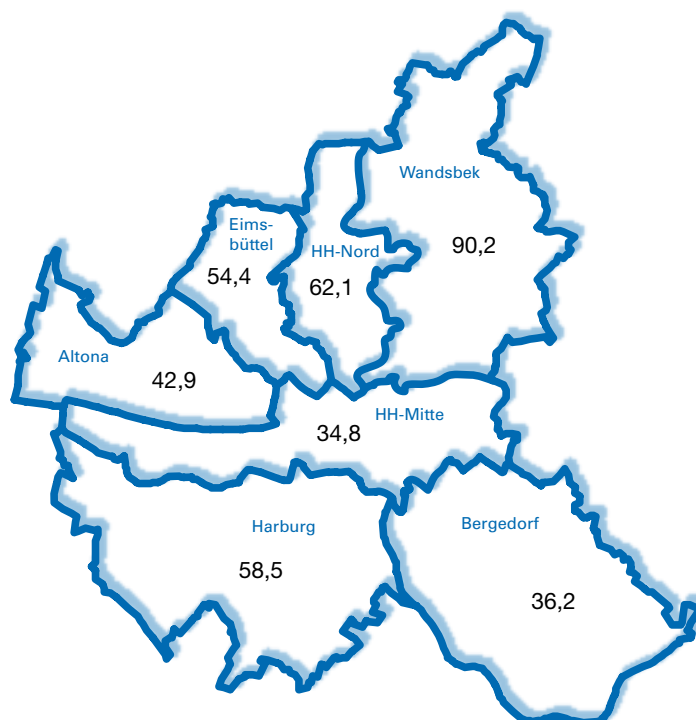 Wandsbek
90,2
Eims-
büttel
54,4
HH-Nord
62,1
Altona
42,9
HH-Mitte
34,8
Harburg
58,5
Bergedorf
36,2